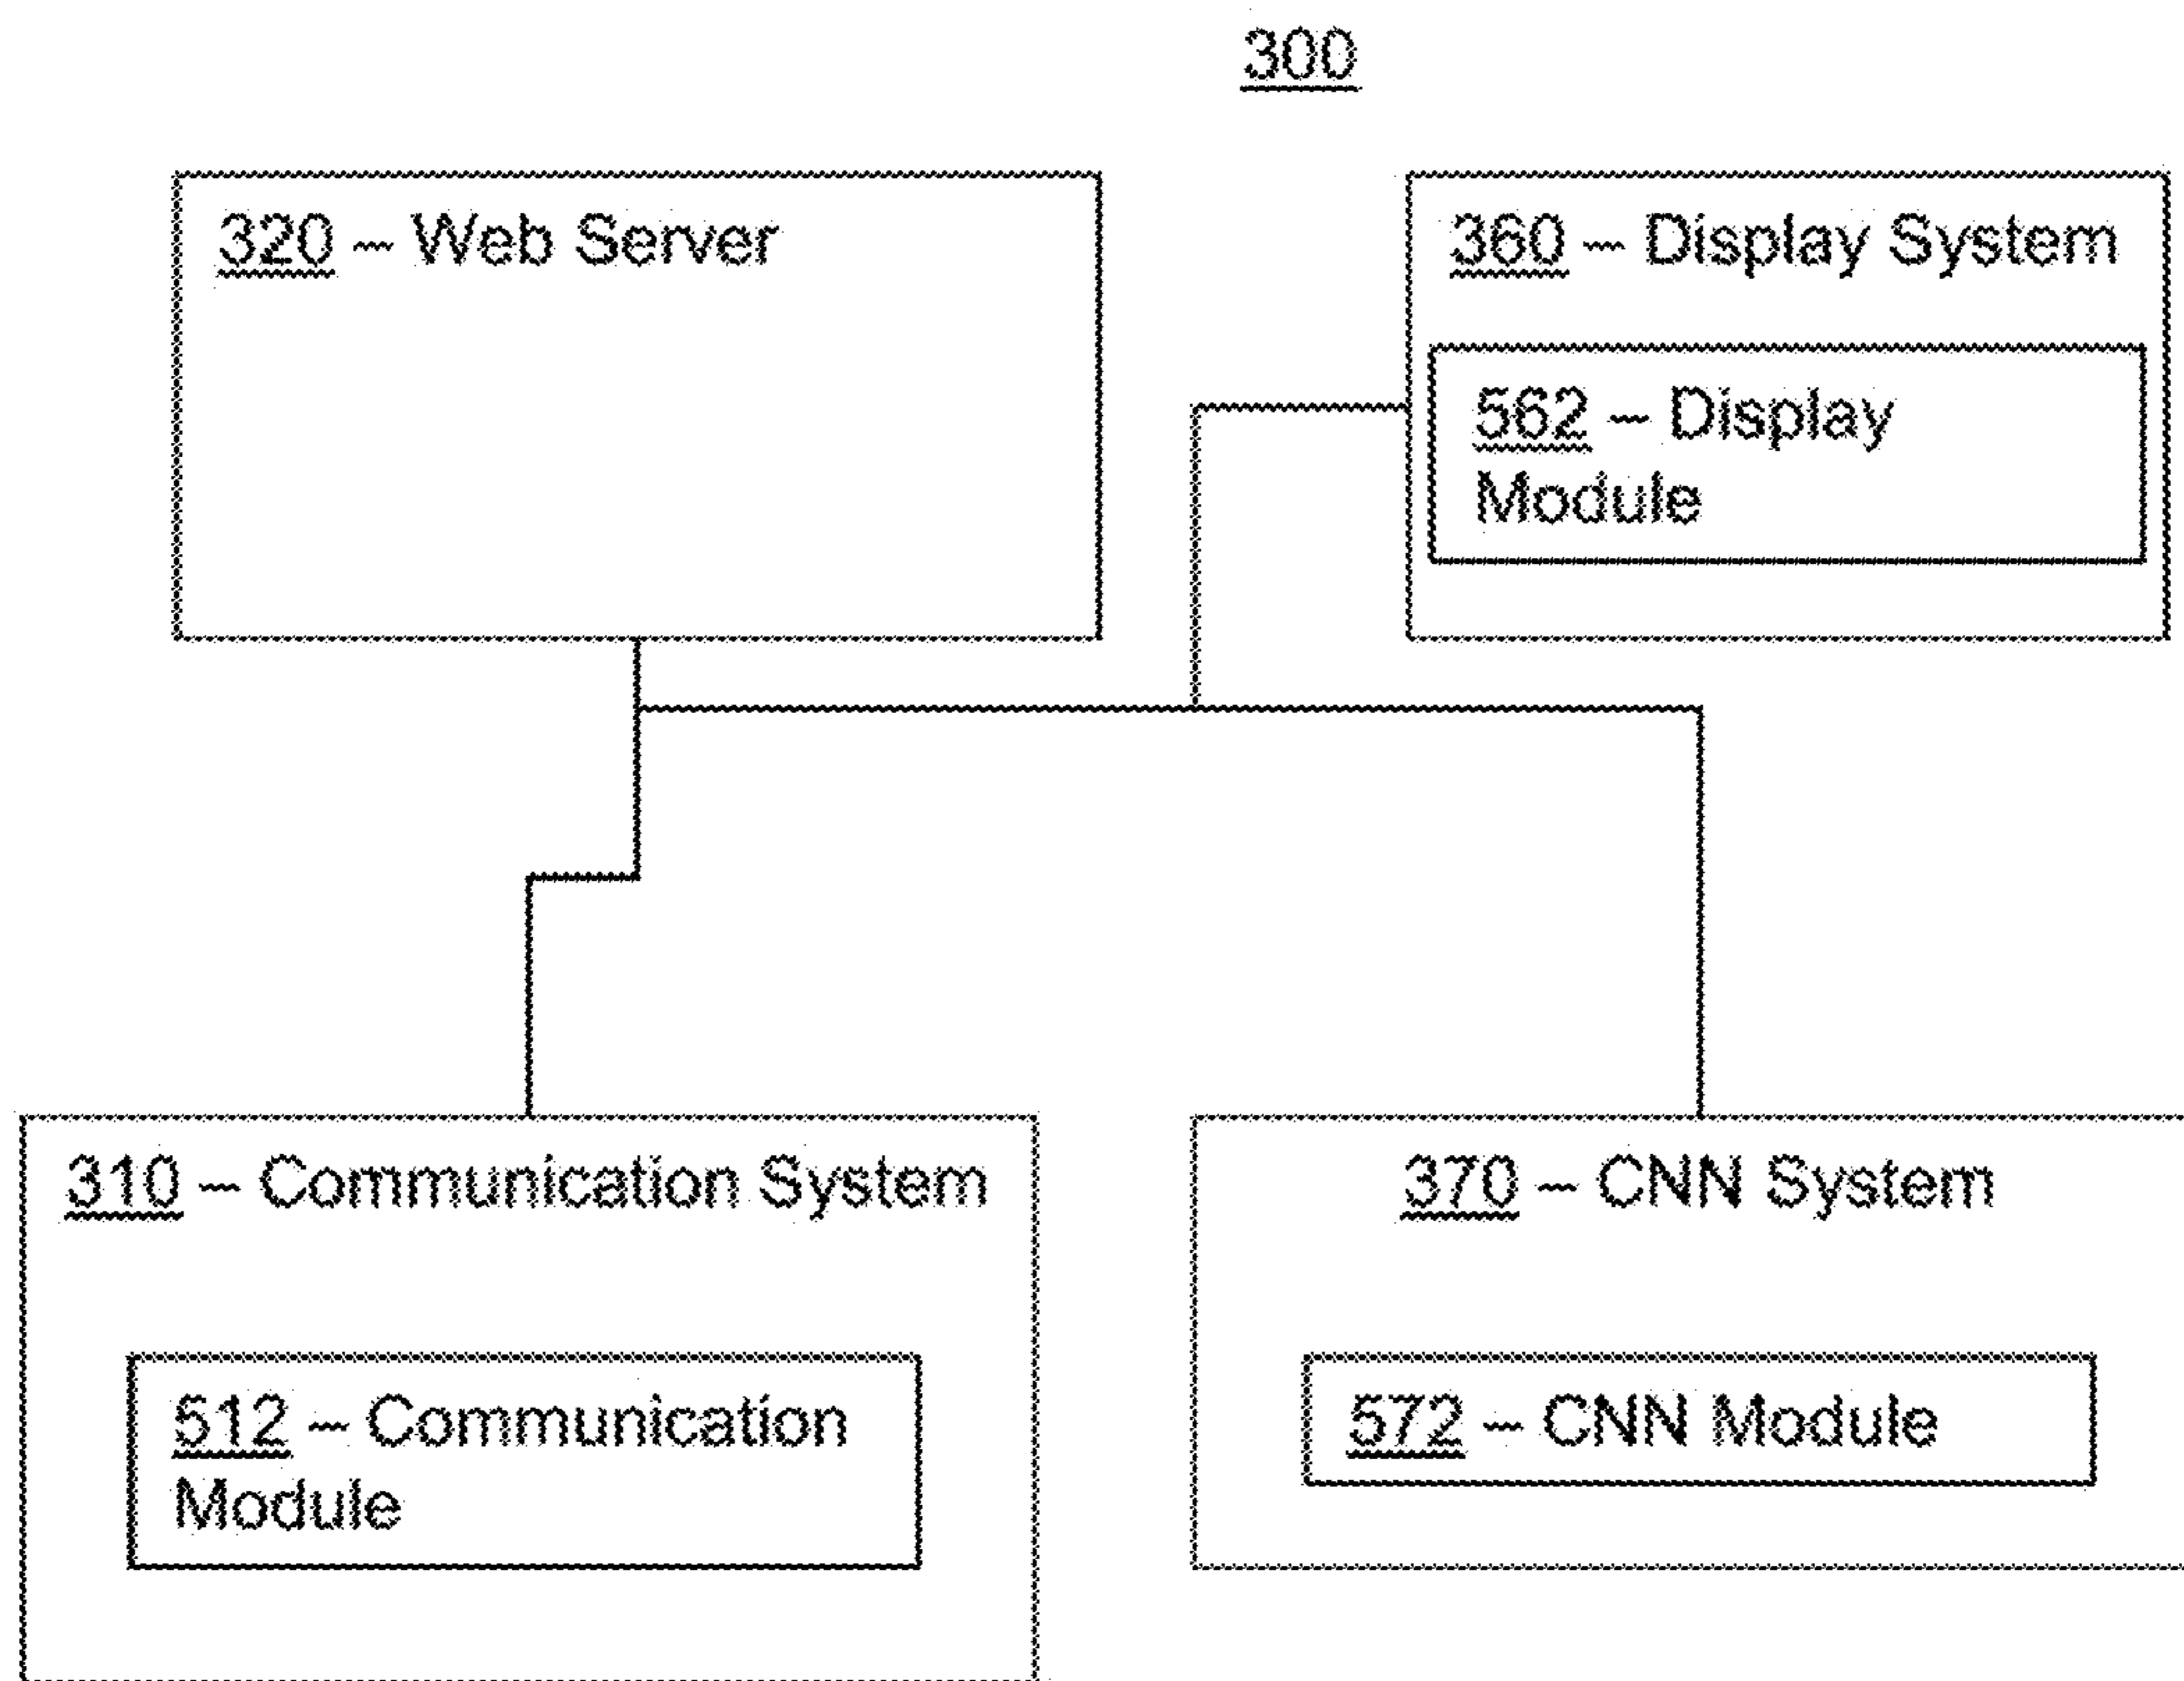 300
320 – Web Server
360 – Display System
562 – Display
Module
310 – Communication System
512 – Communication
Module
370 – CNN System
572 – CNN Module